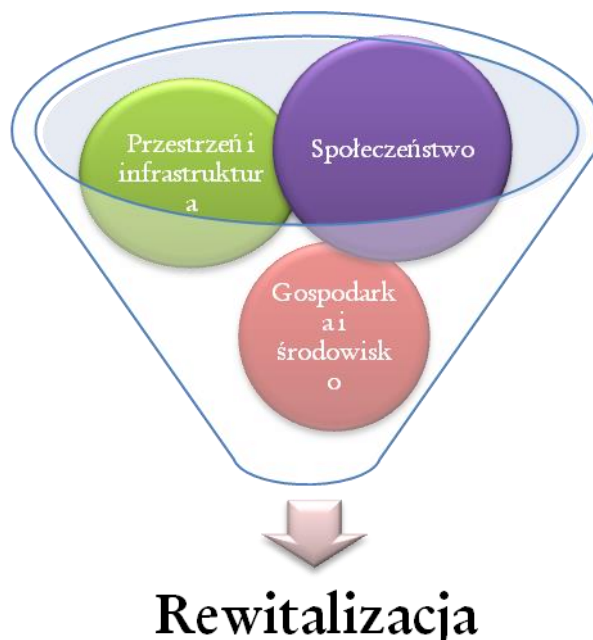 Przestrzeń i
infrastruktur
a
Społeczeństwo
Gospodark
a i
środowisk
o
Rewitalizacja